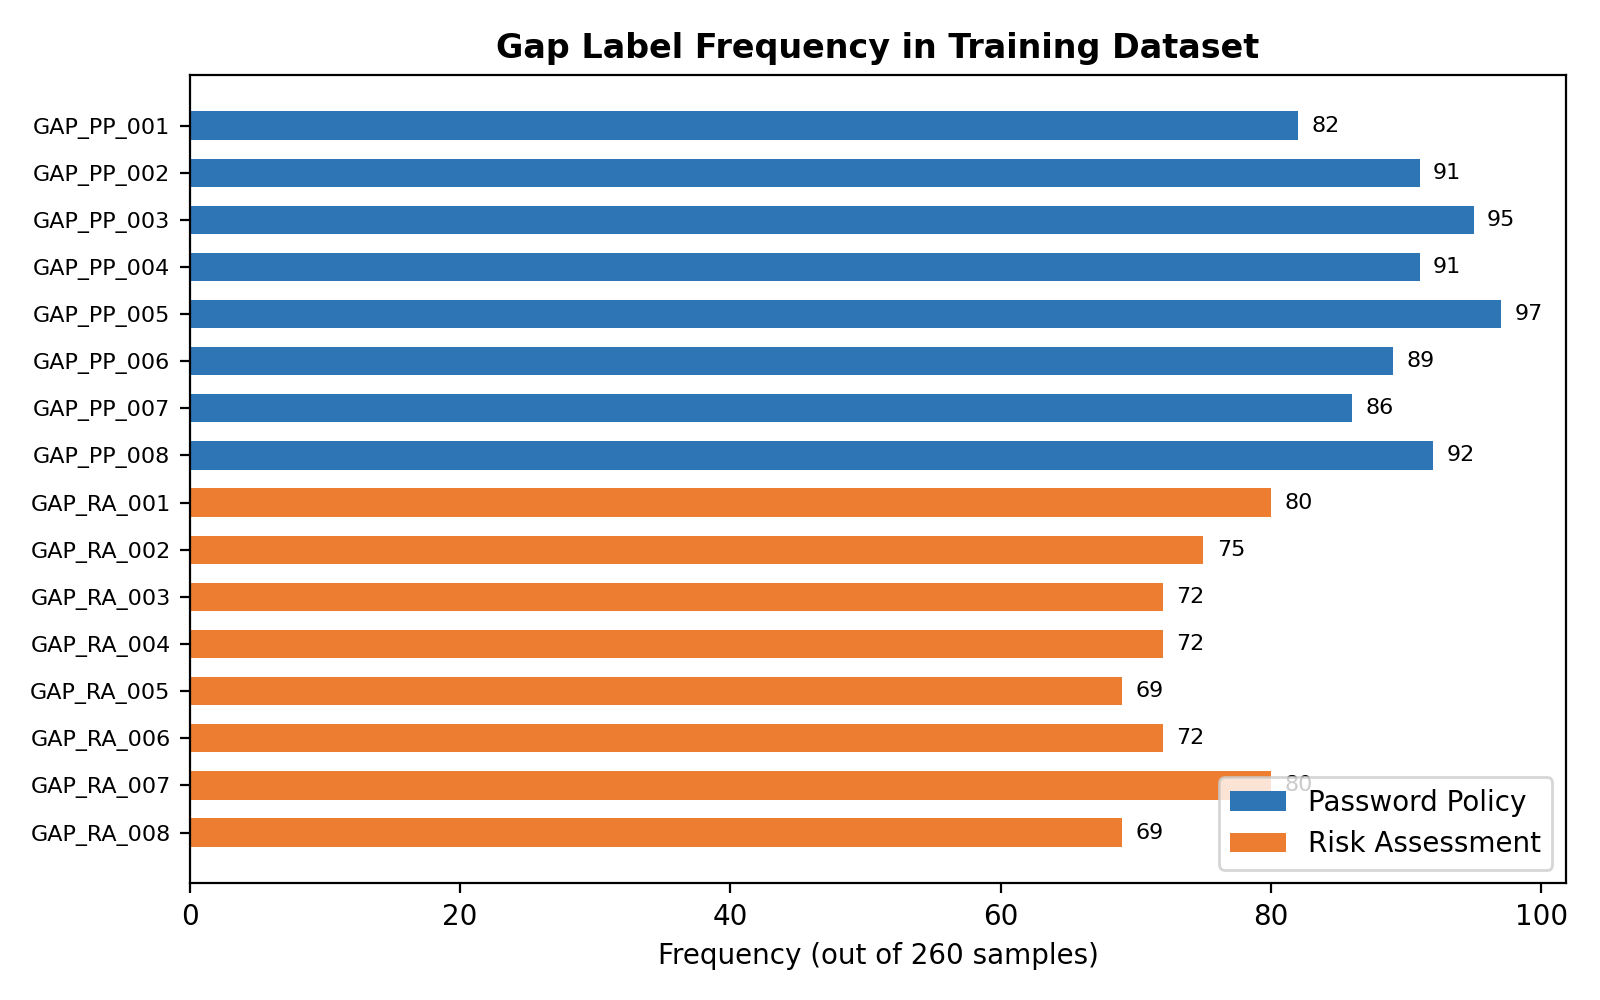 Gap Label Frequency in Training Dataset
GAP_PP_001 82
GAP_PP_002 91
GAP_PP_003 95
GAP_PP_004 91
GAP_PP_005 97
GAP_PP_006 89
GAP_PP_007 86
GAP_PP_008 92
GAP_RA_001 80
GAP_RA_002 75
GAP_RA_003 72
GAP_RA_004 72
GAP_RA_005 69
GAP_RA_006 72
GAP_RA_007 80
GAP_RA_008 69
Password Policy
Risk Assessment
0 20 40 60 80 100
Frequency (out of 260 samples)